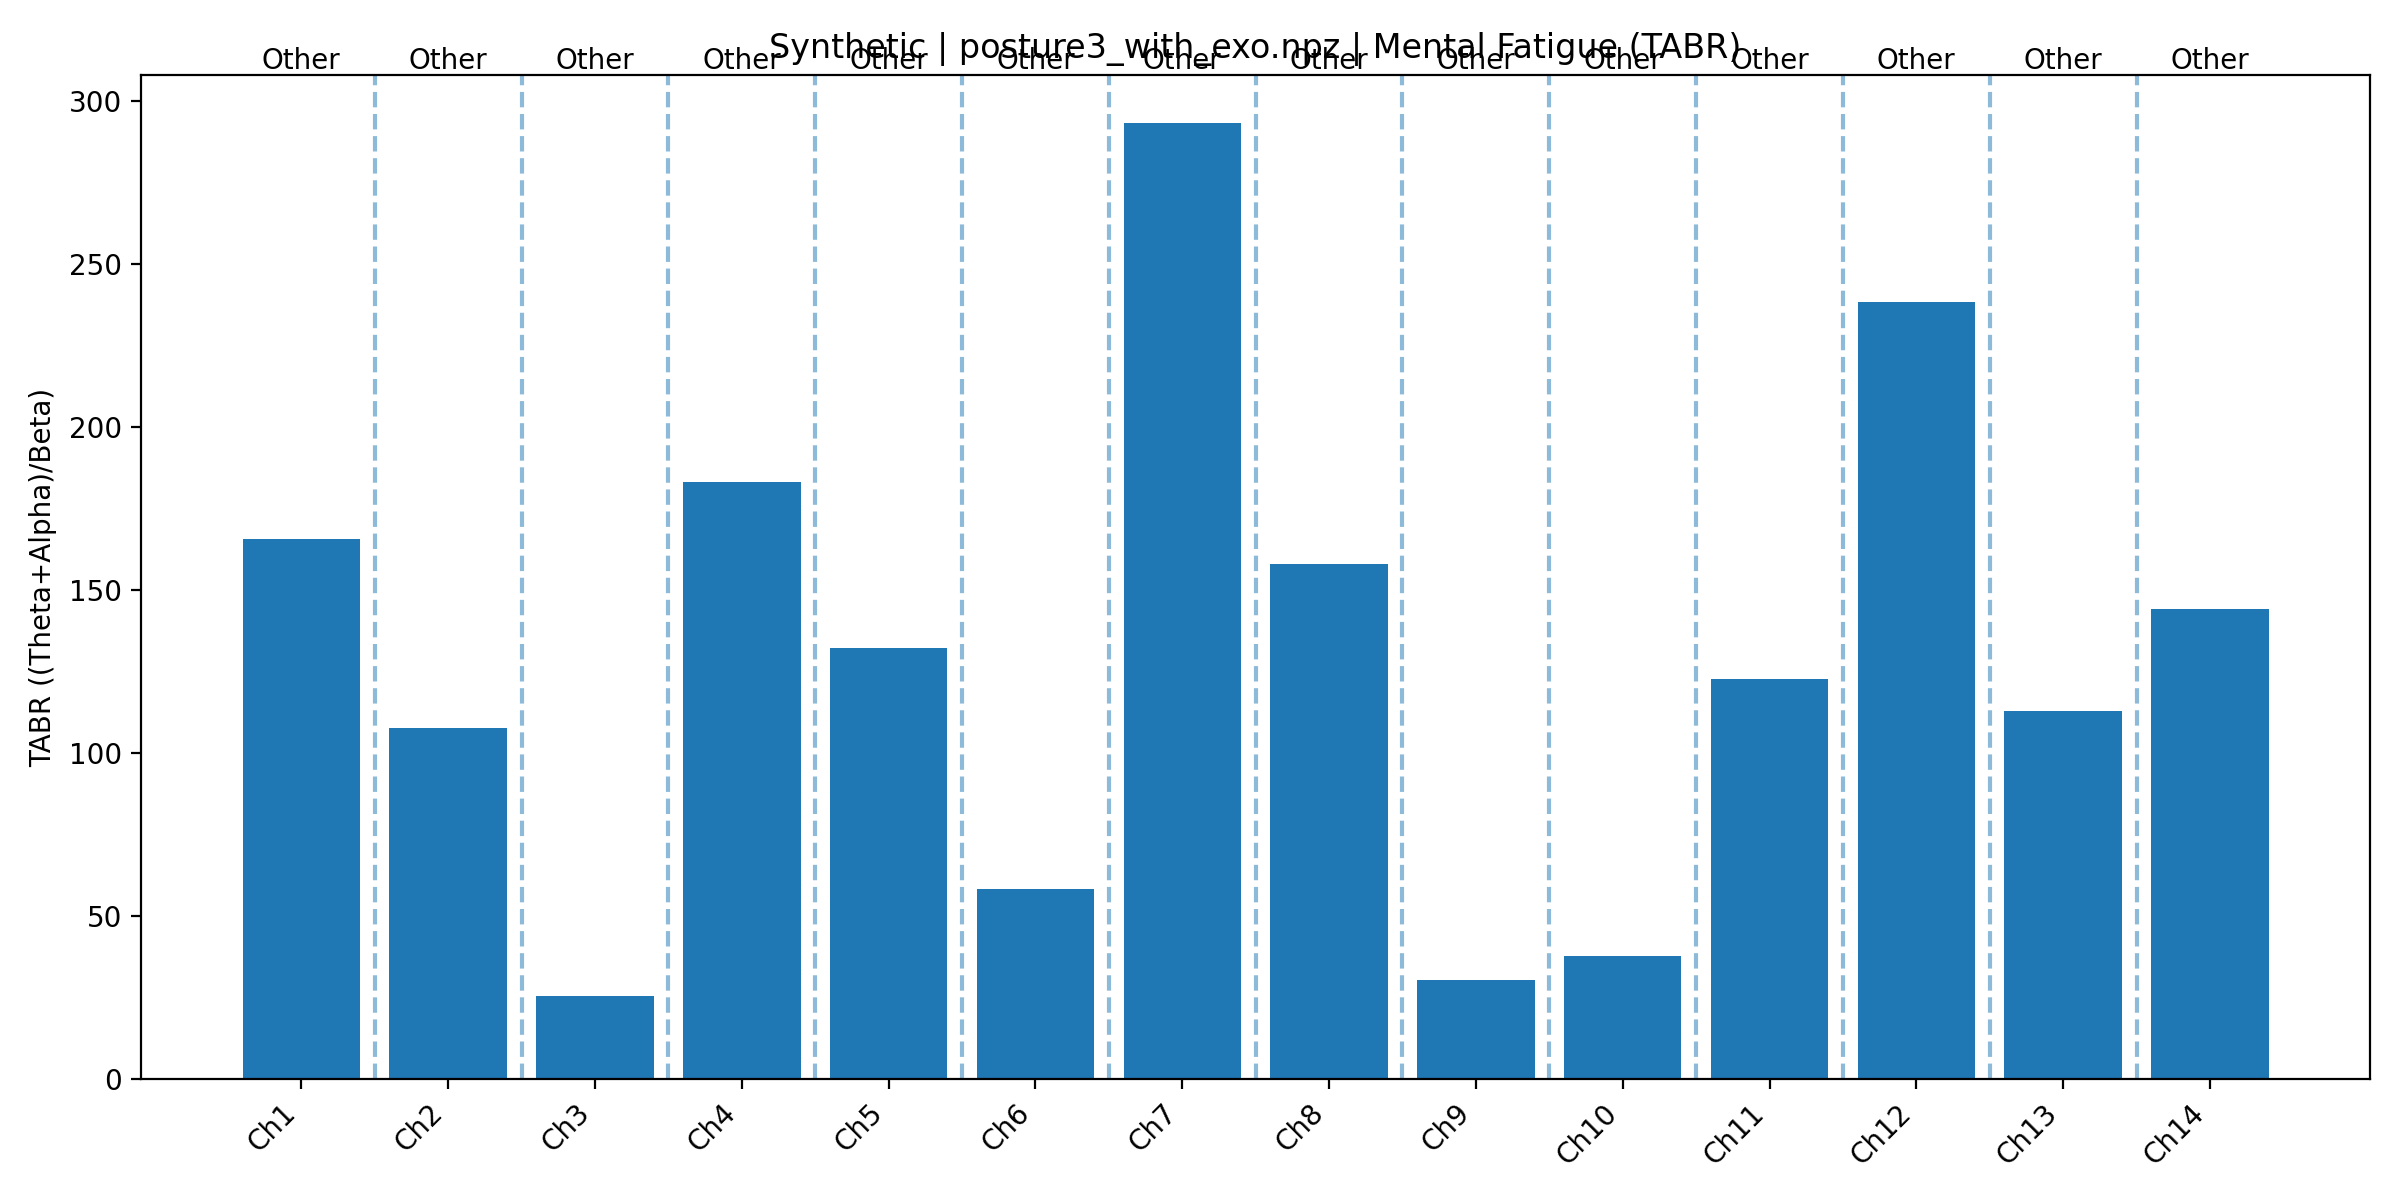 Synthetic | posture3_with_exo.npz | Mental Fatigue (TABR)
Other Other Other Other Other Other Other Other Other Other Other Other Other Other
300
250
200
150
100
50
0
TABR ((Theta+Alpha)/Beta)
Ch1 Ch2 Ch3 Ch4 Ch5 Ch6 Ch7 Ch8 Ch9 Ch10 Ch11 Ch12 Ch13 Ch14